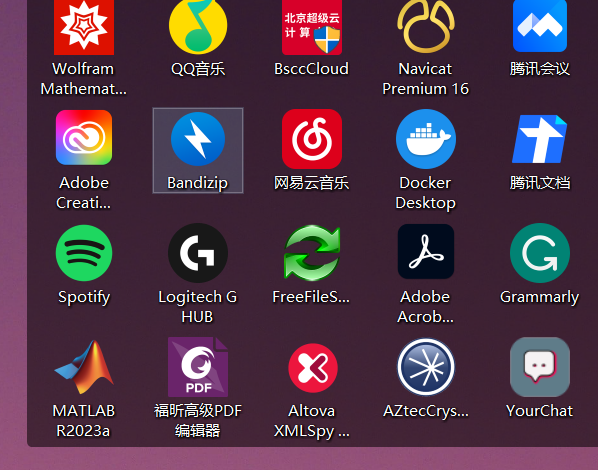 北京超级云
计 算
Wolfram
Mathemat...
QQ音乐
BsccCloud
Navicat
Premium 16
腾讯会议
Adobe
Creati...
Bandizip
网易云音乐
Docker
Desktop
腾讯文档
Spotify
Logitech G
HUB
FreeFileS...
Adobe
Acrob...
Grammarly
PDF
MATLAB
R2023a
福昕高级PDF
编辑器
Altova
XMLSpy ...
AZtecCrys...
YourChat